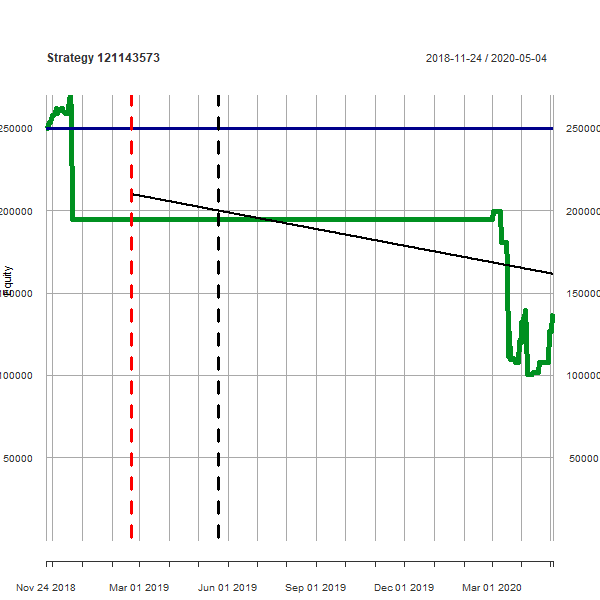 Strategy 121143573
2018-11-24 / 2020-05-04
250000
250000
200000
200000
150000
150000
100000
100000
50000
50000
Nov 24 2018
Mar 01 2019
Jun 01 2019
Sep 01 2019
Dec 01 2019
Mar 01 2020